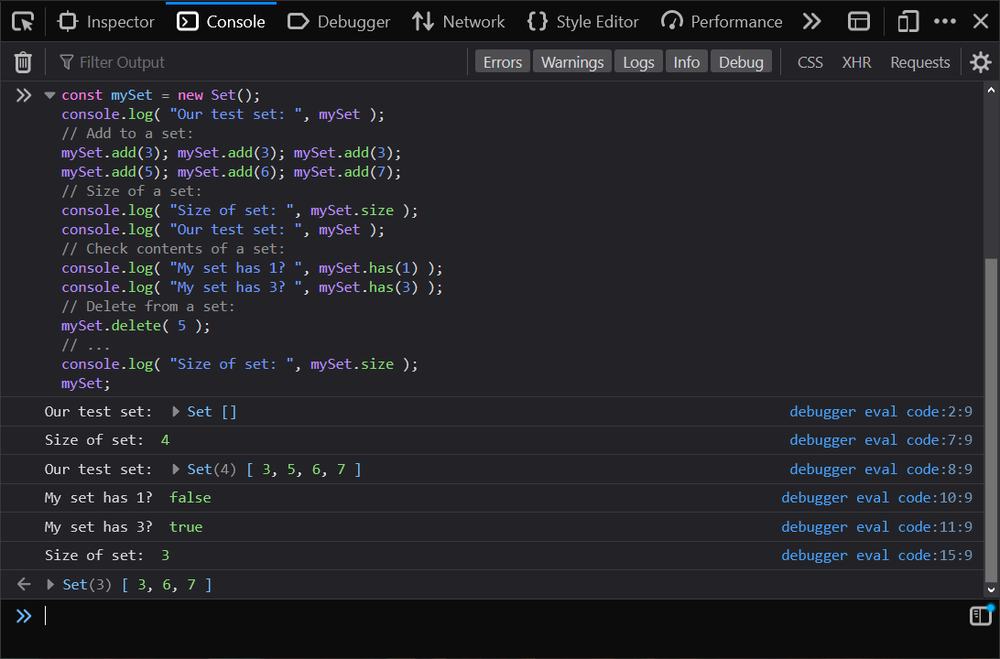 Inspector Console Debugger Network Style Editor Performance
Filter Output Errors Warnings Logs Info Debug CSS XHR Requests
const mySet = new Set();
console.log( "Our test set: ", mySet );
// Add to a set:
mySet.add(3); mySet.add(3); mySet.add(3);
mySet.add(5); mySet.add(6); mySet.add(7);
// Size of a set:
console.log( "Size of set: ", mySet.size );
console.log( "Our test set: ", mySet );
// Check contents of a set:
console.log( "My set has 1? ", mySet.has(1) );
console.log( "My set has 3? ", mySet.has(3) );
// Delete from a set:
mySet.delete( 5 );
// ...
console.log( "Size of set: ", mySet.size );
mySet;
Our test set: Set [] debugger eval code:2:9
Size of set: 4 debugger eval code:7:9
Our test set: Set(4) [ 3, 5, 6, 7 ] debugger eval code:8:9
My set has 1? false debugger eval code:10:9
My set has 3? true debugger eval code:11:9
Size of set: 3 debugger eval code:15:9
Set(3) [ 3, 6, 7 ]